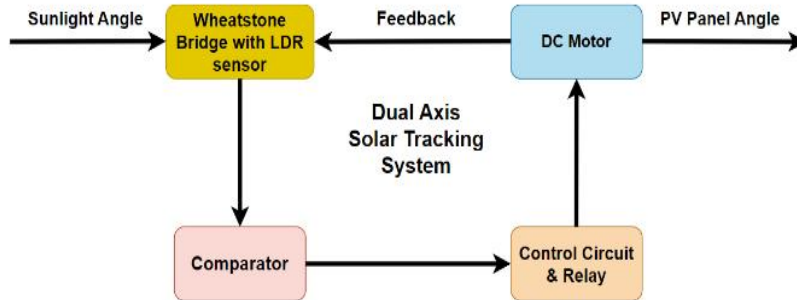 Sunlight Angle
Wheatstone
Bridge with LDR
sensor
Feedback
DC Motor
PV Panel Angle
Dual Axis
Solar Tracking
System
Comparator
Control Circuit
& Relay